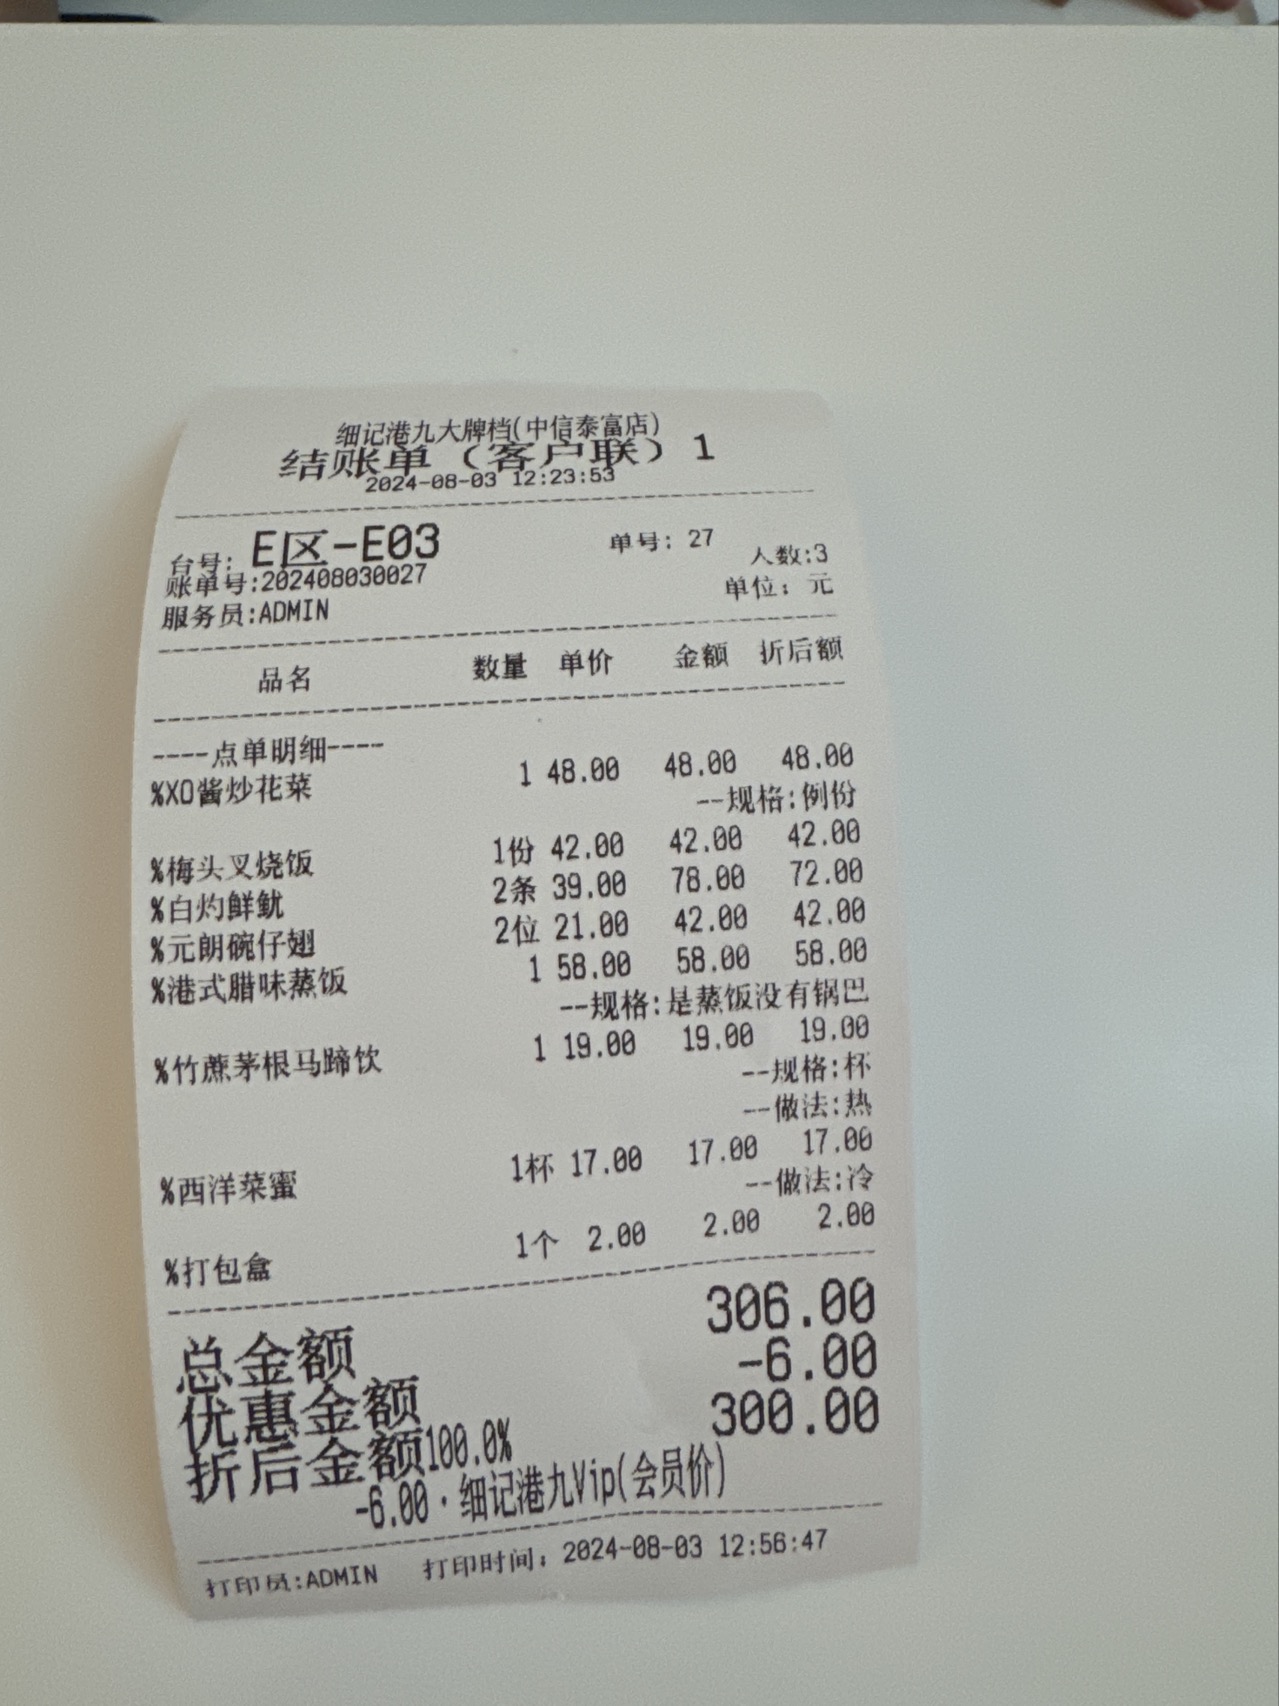 细记港九大牌档(中信泰富店)
结账单（客户联）1
2024-08-03 12:23:53
台号: E区-E03 单号: 27
账单号:202408030027 人数:3
服务员:ADMIN 单位: 元
品名 数量 单价 金额 折后额
----点单明细----
%XO酱炒花菜 1 48.00 48.00 48.00
--规格:例份
%梅头叉烧饭 1份 42.00 42.00 42.00
%白灼鲜鱿 2条 39.00 78.00 72.00
%元朗碗仔翅 2位 21.00 42.00 42.00
%港式腊味蒸饭 1 58.00 58.00 58.00
--规格:是蒸饭没有锅巴
%竹蔗茅根马蹄饮 1 19.00 19.00 19.00
--规格:杯
--做法:热
%西洋菜蜜 1杯 17.00 17.00 17.00
--做法:冷
%打包盒 1个 2.00 2.00 2.00
总金额 306.00
优惠金额 -6.00
折后金额100.0% 300.00
-6.00·细记港九Vip(会员价)
打印员:ADMIN 打印时间: 2024-08-03 12:56:47